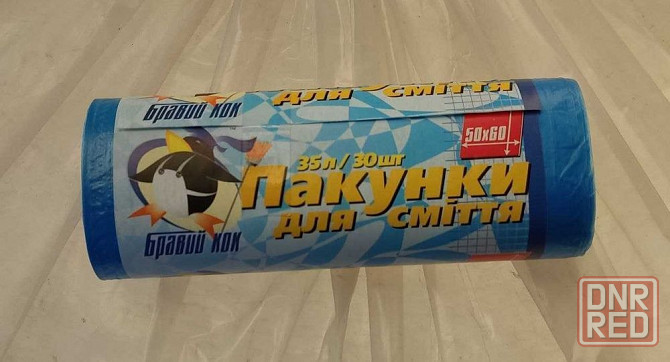 для сміття
Бравий кок
50х60
35л/30шт
Пакунки
для сміття
Бравий кок
DNR
RED